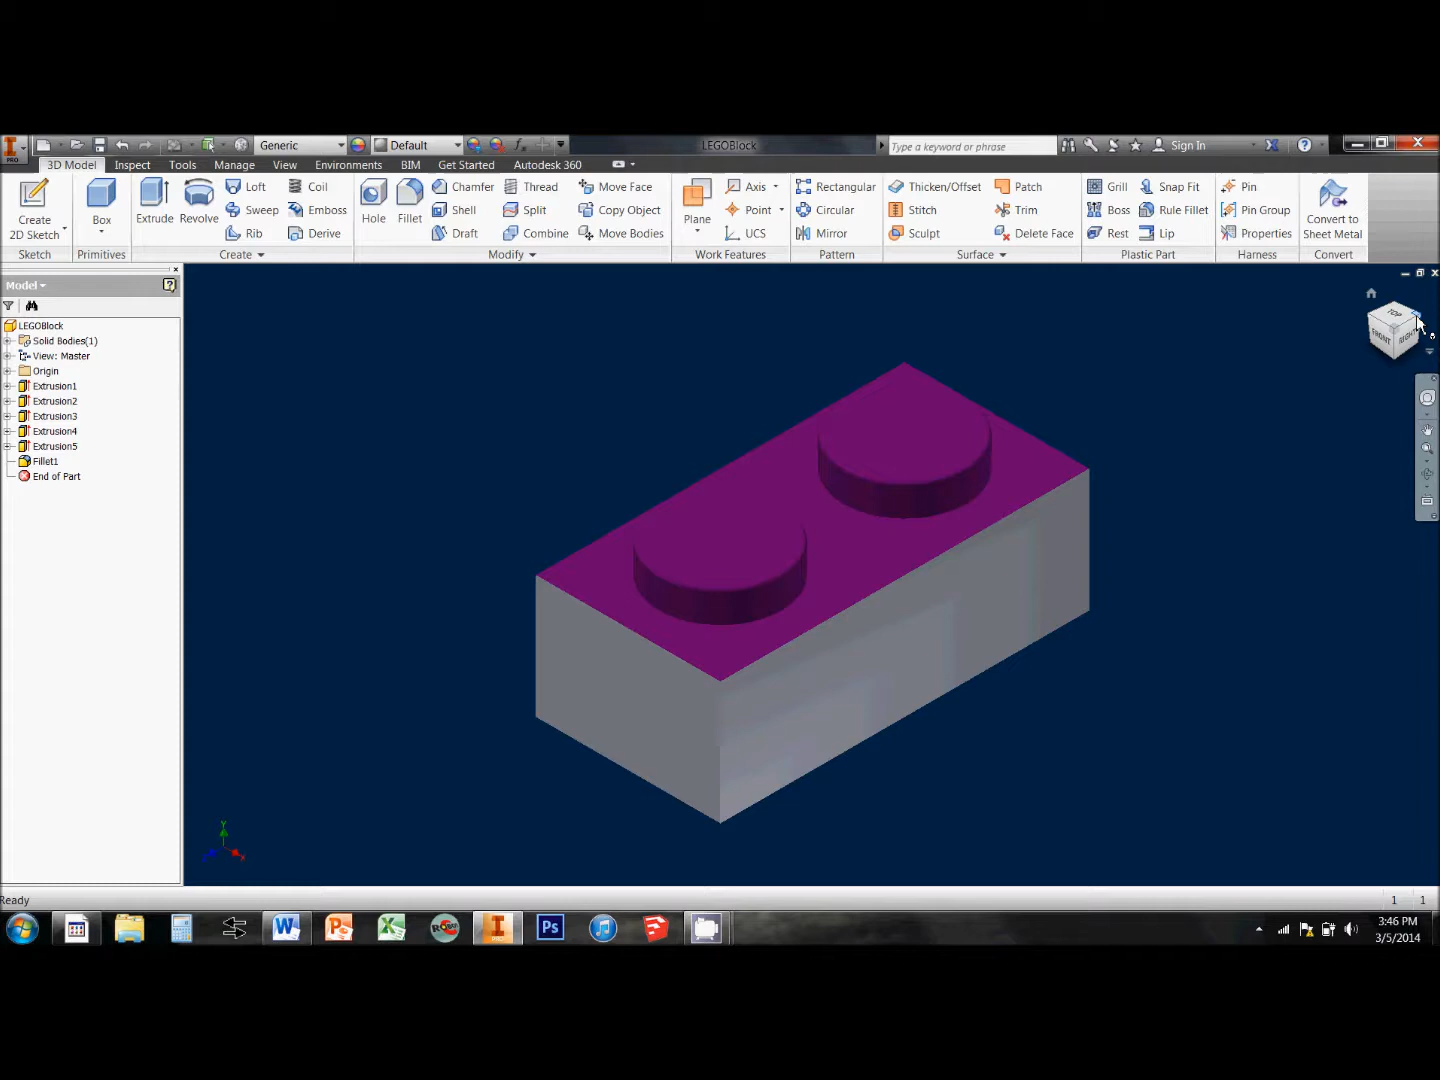 Generic Default LEGOBlock Type a keyword or phrase Sign In
PRO
3D Model Inspect Tools Manage View Environments BIM Get Started Autodesk 360
Create
2D Sketch
Box
Extrude Revolve
Loft Coil
Sweep Emboss
Rib Derive
Hole Fillet
Chamfer Thread Move Face
Shell Split Copy Object
Draft Combine Move Bodies
Plane
Axis
Point
UCS
Rectangular
Circular
Mirror
Thicken/Offset Patch
Stitch Trim
Sculpt Delete Face
Grill Snap Fit
Boss Rule Fillet
Rest Lip
Pin
Pin Group
Properties
Convert to
Sheet Metal
Sketch Primitives Create Modify Work Features Pattern Surface Plastic Part Harness Convert
Model
LEGOBlock
Solid Bodies(1)
View: Master
Origin
Extrusion1
Extrusion2
Extrusion3
Extrusion4
Extrusion5
Fillet1
End of Part
TOP
FRONT RIGHT
Y
x
Ready 1 1
W P X Ps
3:46 PM
3/5/2014